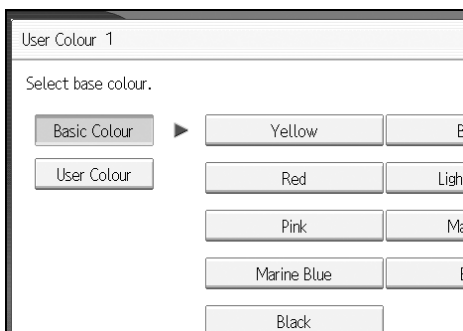 User Colour 1
Select base colour.
Basic Colour ▶ Yellow
User Colour Red
Pink
Marine Blue
Black